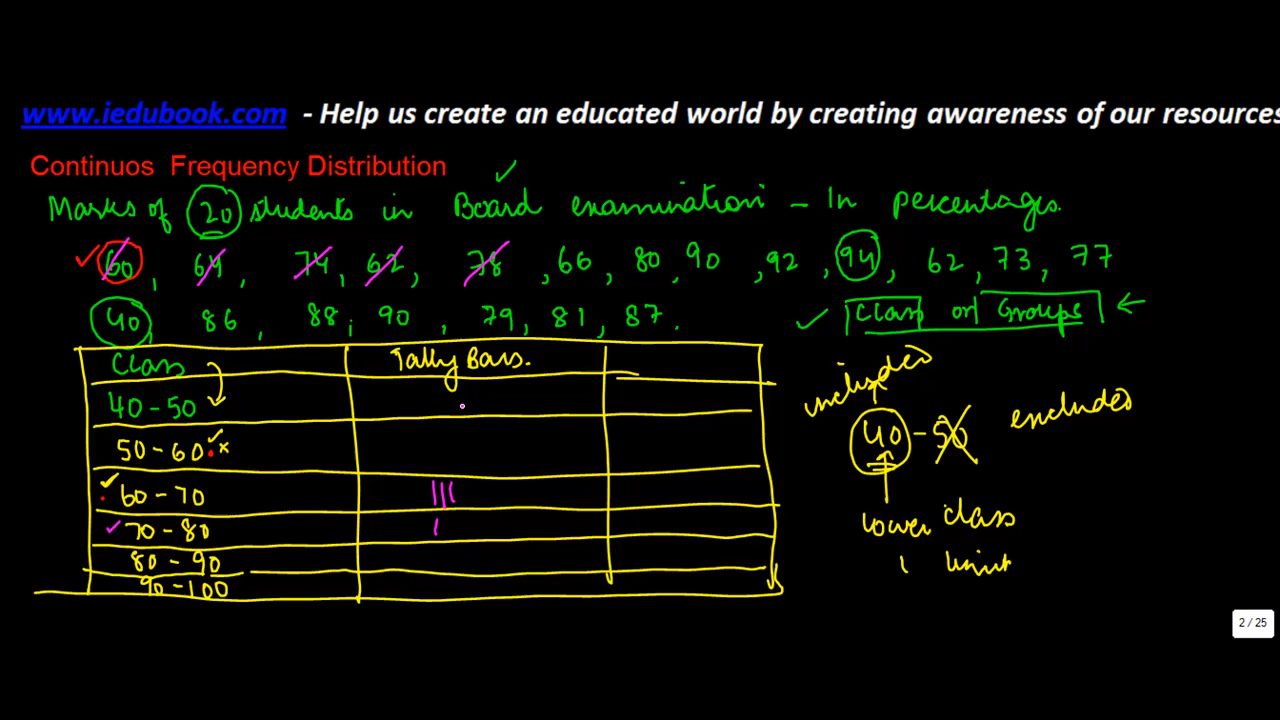 www.iedubook.com - Help us create an educated world by creating awareness of our resources
Continuos Frequency Distribution
Marks of 20 students in Board examination - In percentages.
60, 64, 74, 62, 78, 66, 80, 90, 92, 94, 62, 73, 77
40, 86, 88, 90, 79, 81, 87.
Class or Groups
Class Tally Bars.
40-50
50-60
60-70 |||
70-80 |
80-90
90-100
included
40-50 excluded
lower class
limit
2 / 25